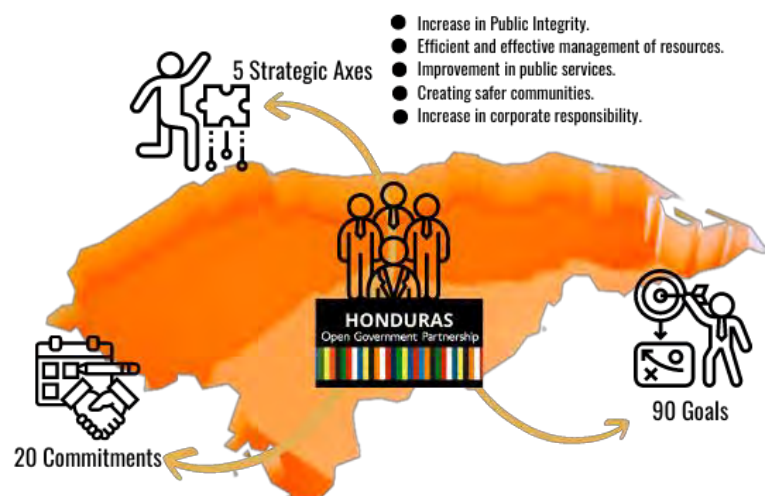 5 Strategic Axes
Increase in Public Integrity.
Efficient and effective management of resources.
Improvement in public services.
Creating safer communities.
Increase in corporate responsibility.
HONDURAS
Open Government Partnership
90 Goals
20 Commitments